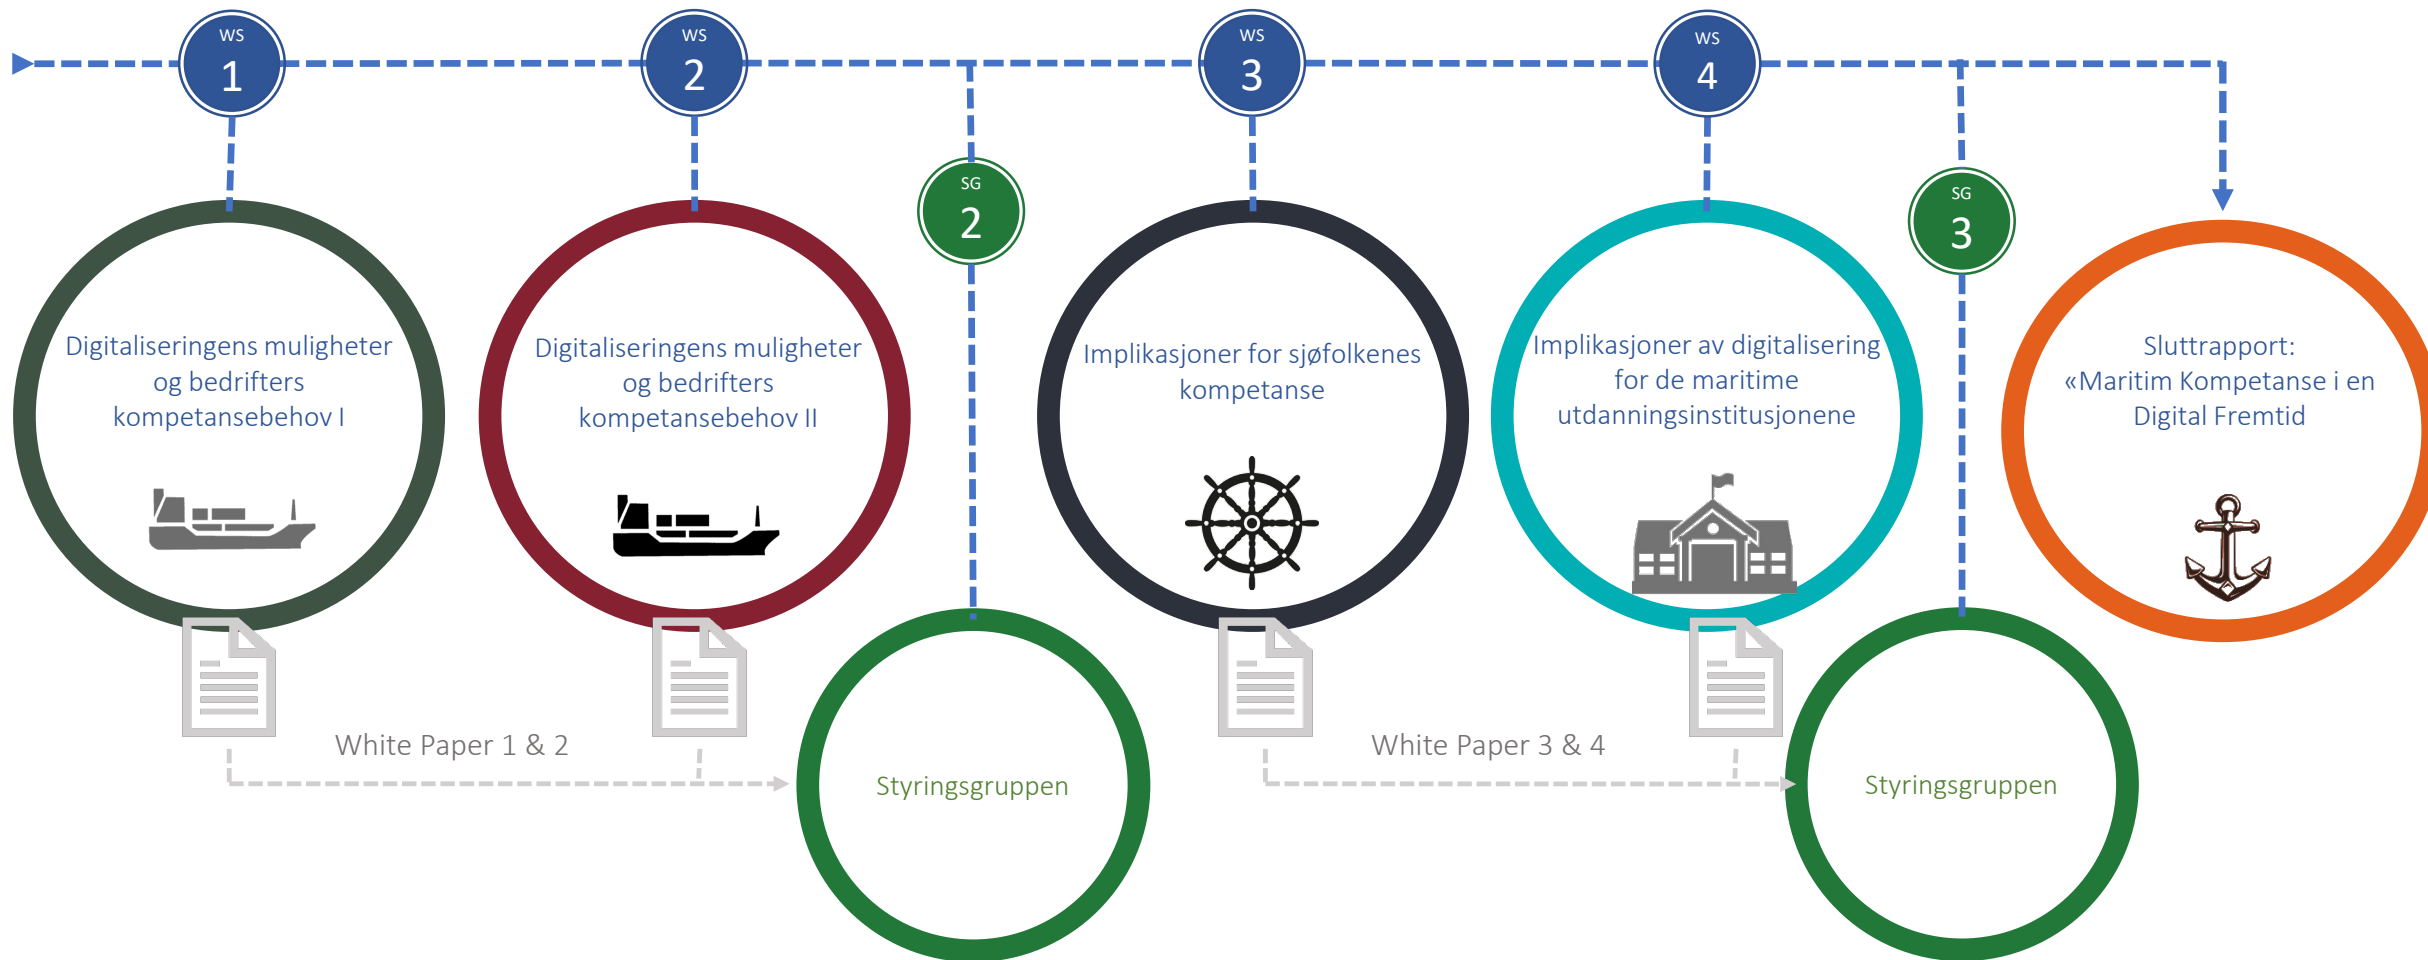 WS
1
WS
2
WS
3
WS
4
SG
2
SG
3
Digitaliseringens muligheter
og bedrifters
kompetansebehov I
Digitaliseringens muligheter
og bedrifters
kompetansebehov II
Implikasjoner for sjøfolkenes
kompetanse
Implikasjoner av digitalisering
for de maritime
utdanningsinstitusjonene
Sluttrapport:
«Maritim Kompetanse i en
Digital Fremtid
White Paper 1 & 2
White Paper 3 & 4
Styringsgruppen
Styringsgruppen